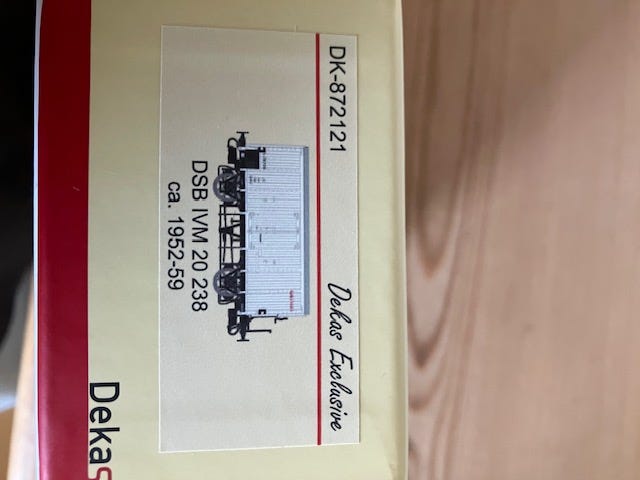 DK-872121
Dekas Exclusive
DSB IVM 20 238
ca. 1952-59
Dekas